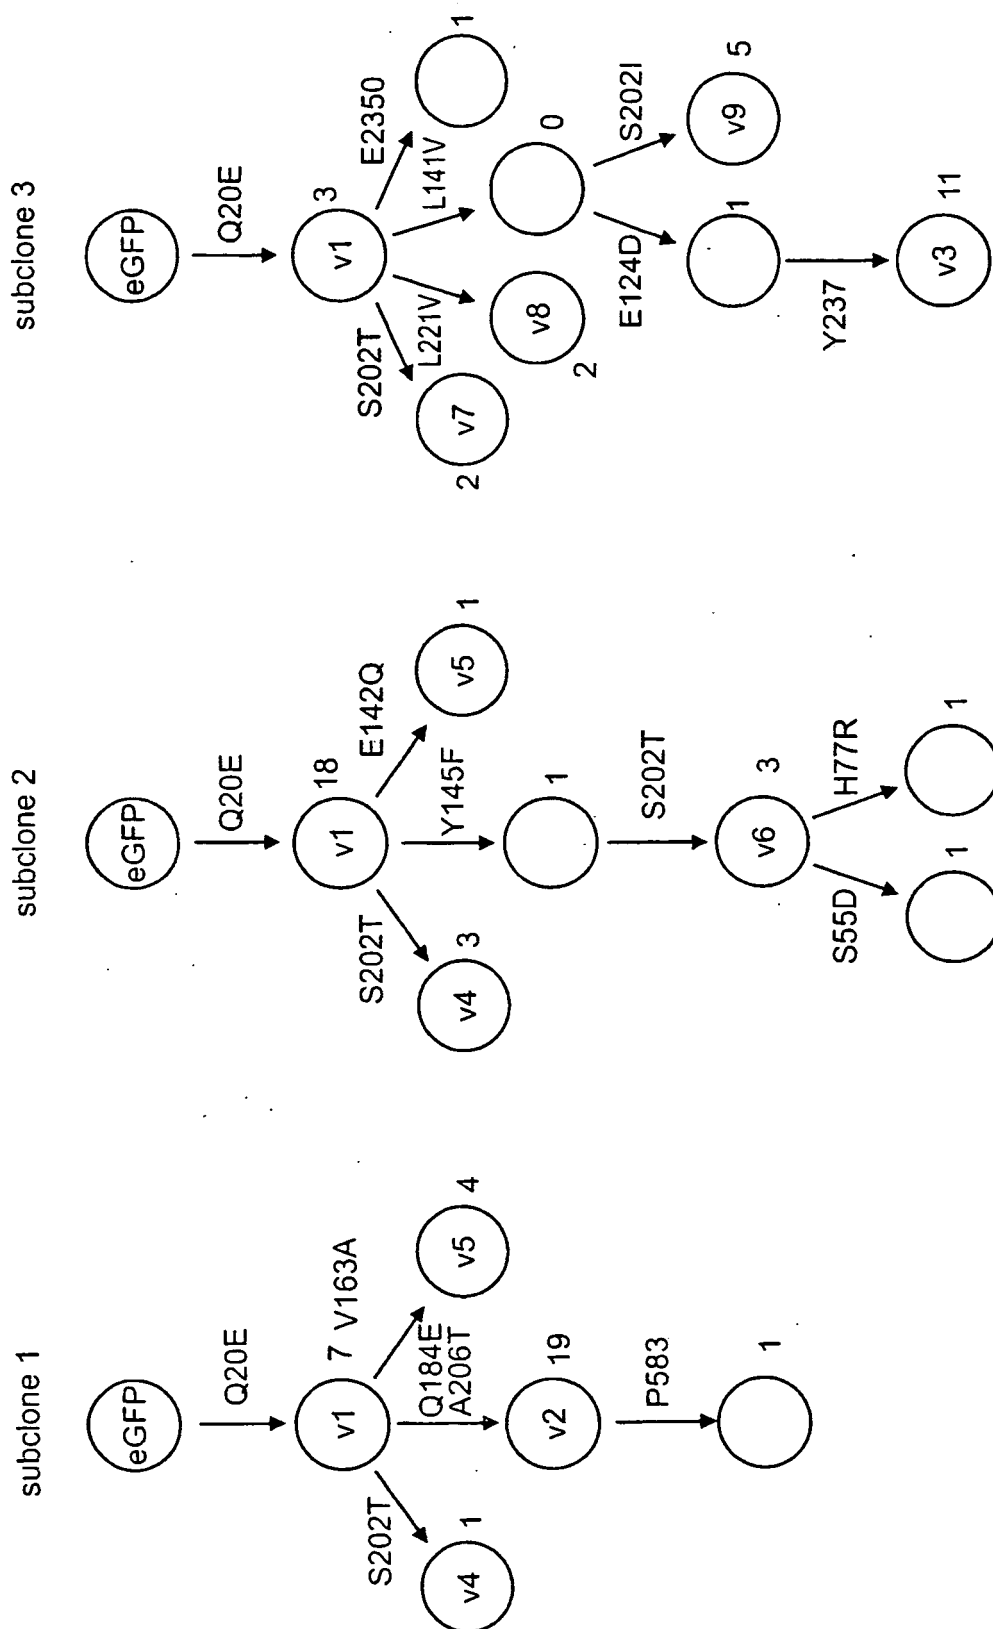 subclone 1
eGFP
Q20E
v1
7
V163A
S202T
v4
1
Q184E
A206T
v5
4
v2
19
P583
1
subclone 2
eGFP
Q20E
v1
18
S202T
v4
3
Y145F
E142Q
v5
1
1
S202T
v6
3
S55D
H77R
1
1
subclone 3
eGFP
Q20E
v1
3
S202T
L221V
L141V
E2350
v7
2
v8
2
0
1
E124D
S202I
1
v9
5
Y237
v3
11